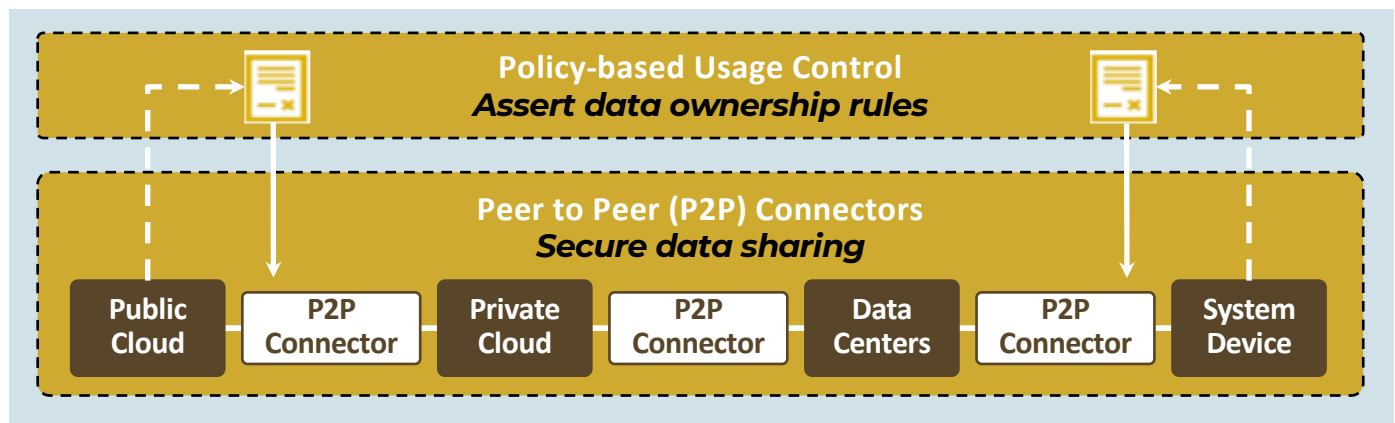 Policy-based Usage Control
Assert data ownership rules
Peer to Peer (P2P) Connectors
Secure data sharing
Public
Cloud
P2P
Connector
Private
Cloud
P2P
Connector
Data
Centers
P2P
Connector
System
Device